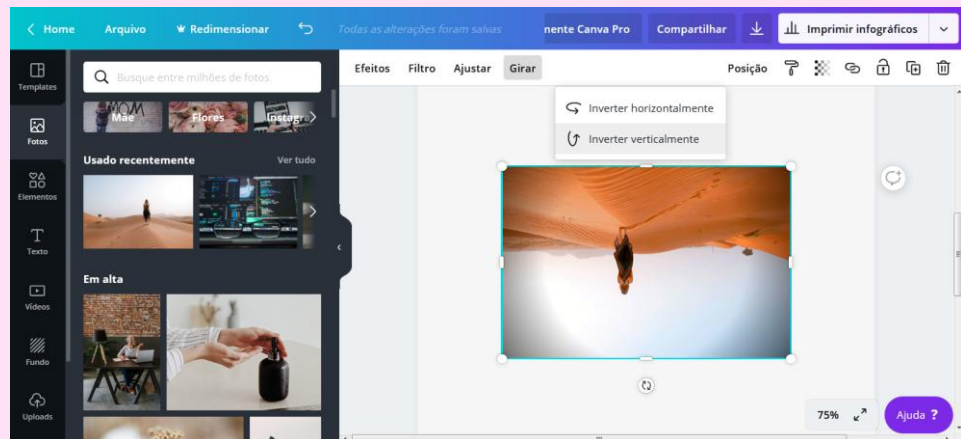 Home Arquivo Redimensionar Todas as alterações foram salvas mente Canva Pro Compartilhar Imprimir infográficos
Templates
Fotos
Elementos
Texto
Vídeos
Fundo
Uploads
Busque entre milhões de fotos
Mãe Flores Instagra
Usado recentemente Ver tudo
Em alta
Efeitos Filtro Ajustar Girar Posição
Inverter horizontalmente
Inverter verticalmente
75% Ajuda ?